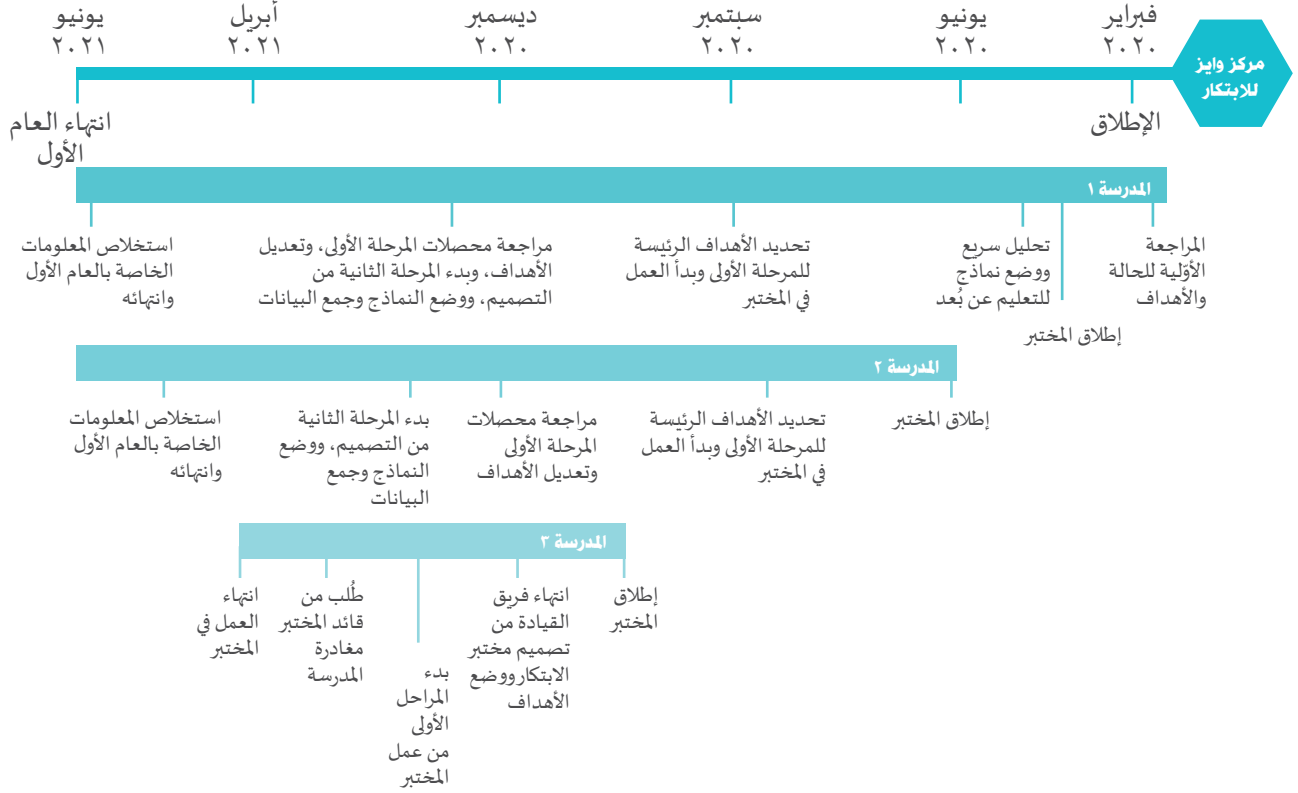 فبراير
٢٠٢٠
يونيو
٢٠٢٠
سبتمبر
٢٠٢٠
ديسمبر
٢٠٢٠
أبريل
٢٠٢١
يونيو
٢٠٢١
مركز وايز
للابتكار
الإطلاق
انتهاء العام
الأول
المدرسة ١
المراجعة
الأوّلية للحالة
والأهداف
إطلاق المختبر
تحليل سريع
ووضع نماذج
للتعليم عن بُعد
تحديد الأهداف الرئيسة
للمرحلة الأولى وبدأ العمل
في المختبر
مراجعة محصلات المرحلة الأولى، وتعديل
الأهداف، وبدء المرحلة الثانية من
التصميم، ووضع النماذج وجمع البيانات
استخلاص المعلومات
الخاصة بالعام الأول
وانتهائه
المدرسة ٢
إطلاق المختبر
تحديد الأهداف الرئيسة
للمرحلة الأولى وبدأ العمل
في المختبر
مراجعة محصلات
المرحلة الأولى
وتعديل الأهداف
بدء المرحلة الثانية
من التصميم، ووضع
النماذج وجمع
البيانات
استخلاص المعلومات
الخاصة بالعام الأول
وانتهائه
المدرسة ٣
إطلاق
المختبر
انتهاء فريق
القيادة من
تصميم مختبر
الابتكار ووضع
الأهداف
بدء
المراحل
الأولى
من عمل
المختبر
طُلب من
قائد المختبر
مغادرة
المدرسة
انتهاء
العمل في
المختبر